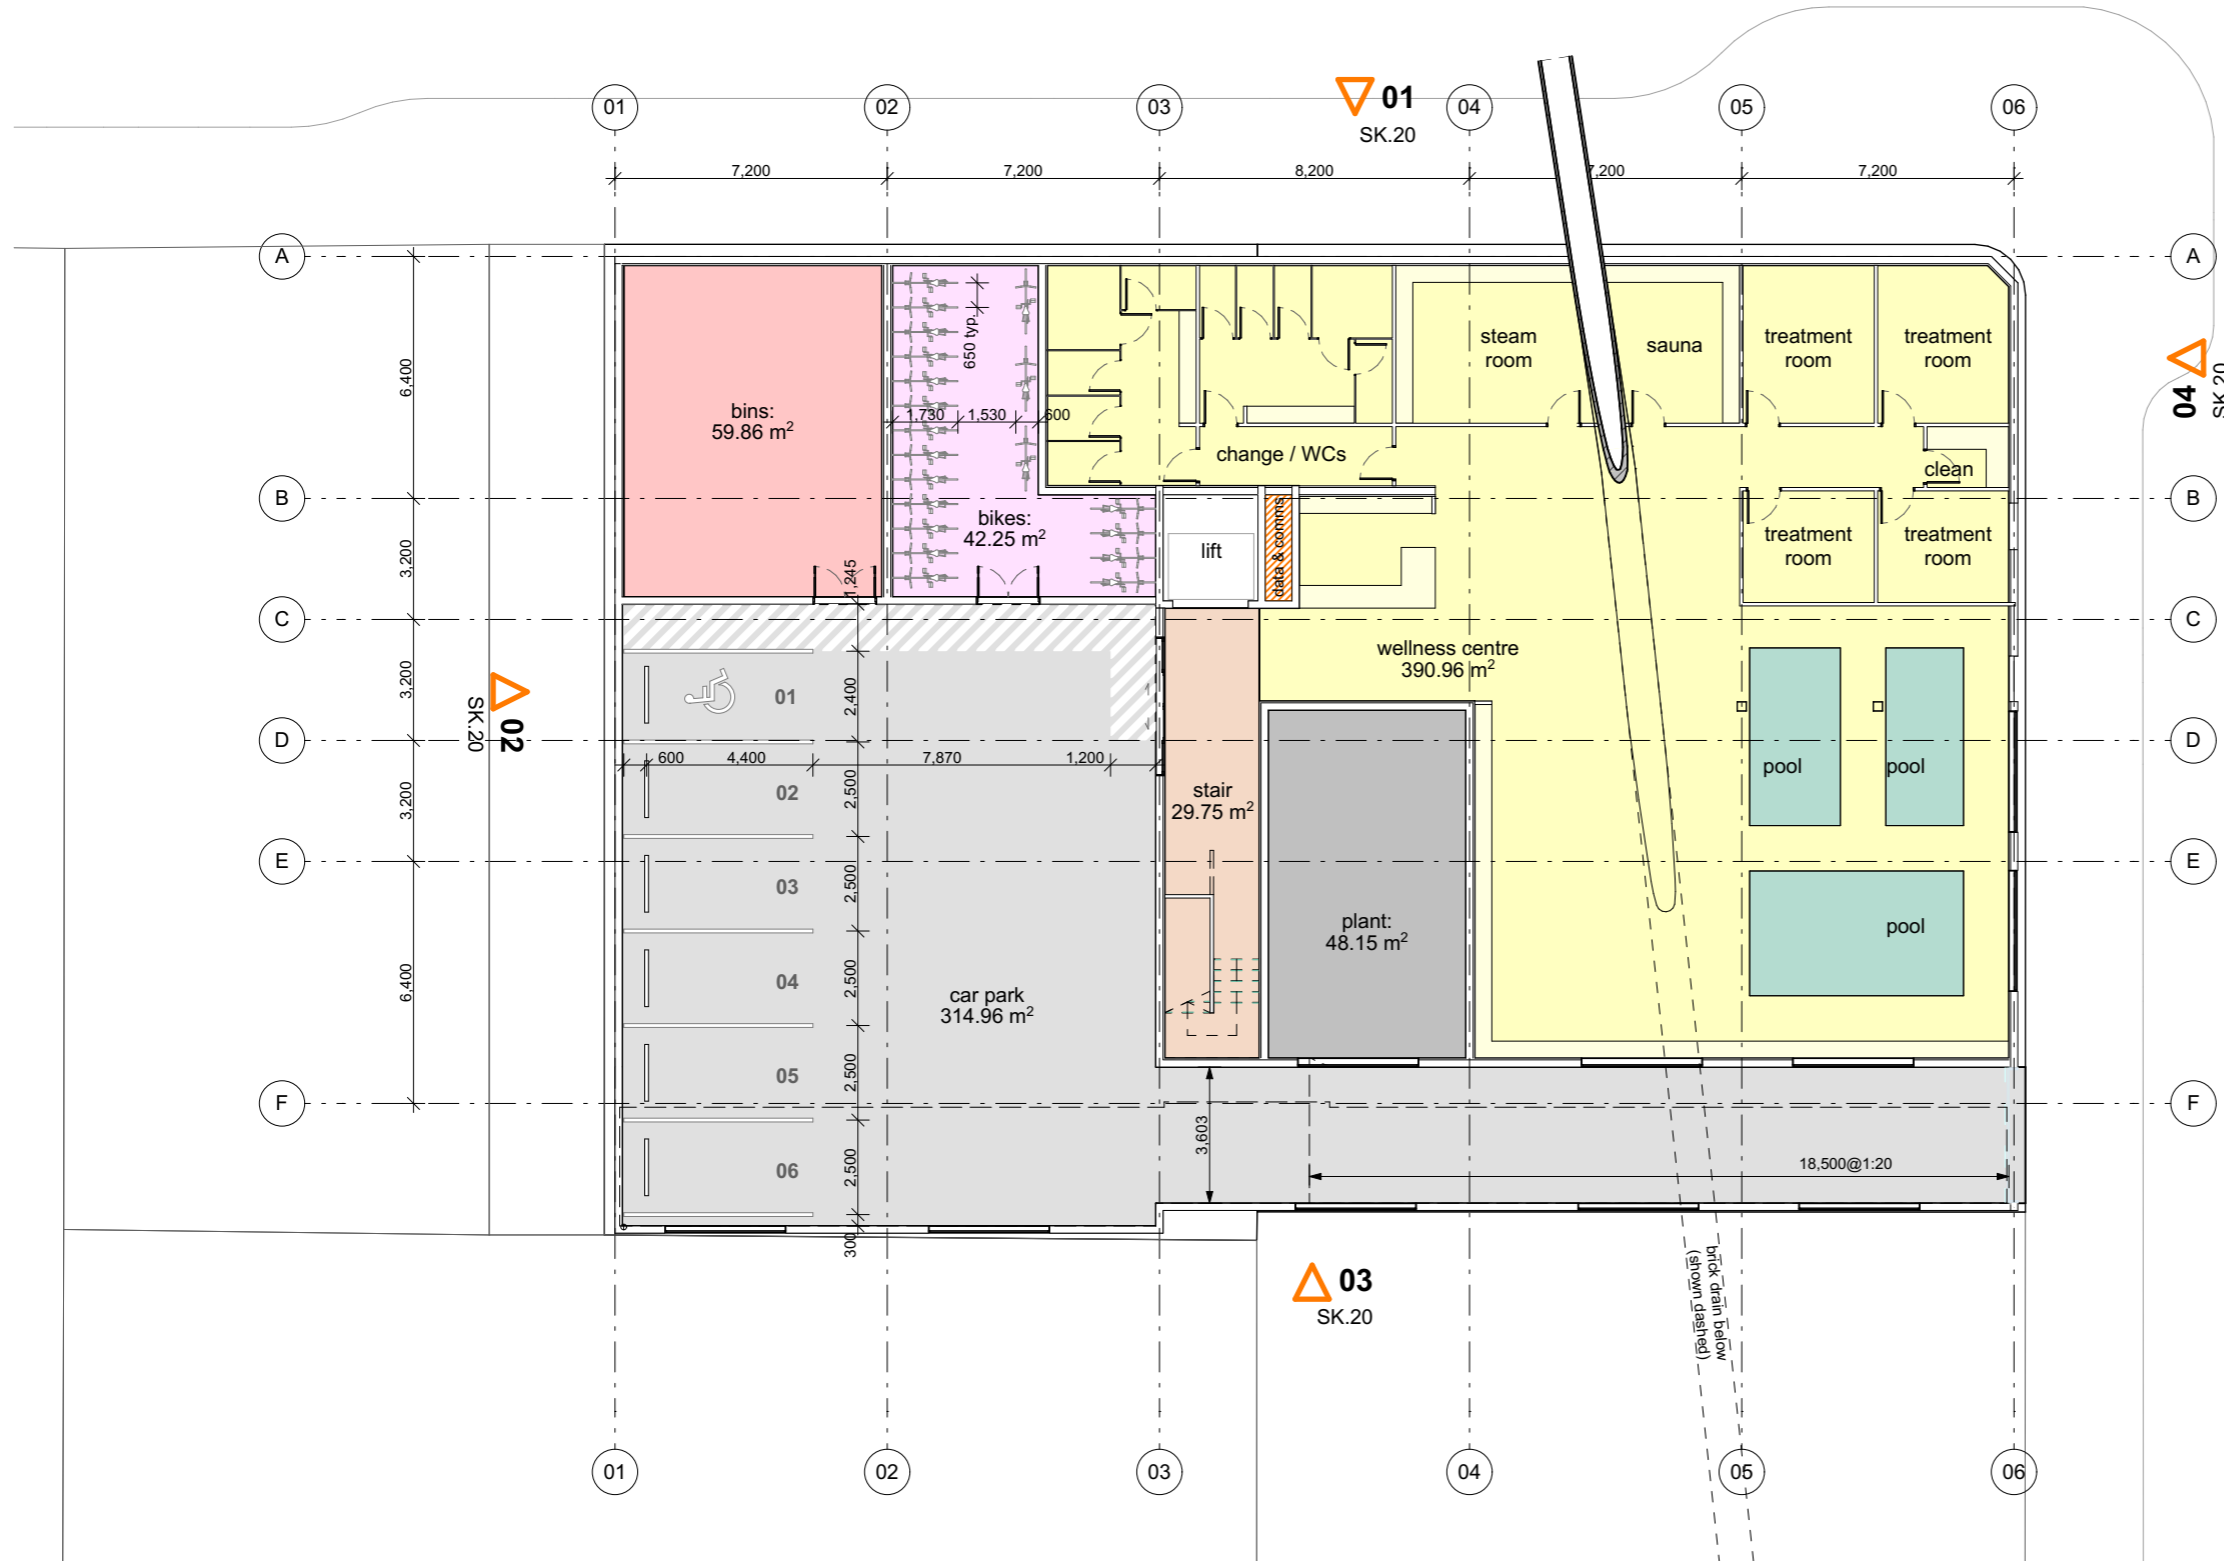 01
02
03
01
SK.20
04
05
06
7,200
7,200
8,200
7,200
7,200
A
A
6,400
650 typ.
steam
room
sauna
treatment
room
treatment
room
04
SK.20
bins:
59.86 m²
1,730
1,530
600
change / WCs
clean
B
B
bikes:
42.25 m²
lift
data & comms
treatment
room
treatment
room
3,200
1,245
C
C
wellness centre
390.96 m²
3,200
02
SK.20
01
2,400
D
D
600
4,400
7,870
1,200
pool
pool
3,200
02
2,500
stair
29.75 m²
E
E
03
2,500
plant:
48.15 m²
pool
6,400
04
2,500
car park
314.96 m²
05
2,500
F
F
3,603
06
2,500
18,500@1:20
300
03
SK.20
brick drain below
(shown dashed)
01
02
03
04
05
06